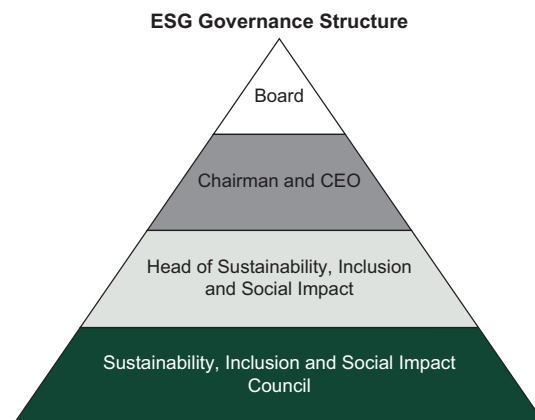 ESG Governance Structure
Board
Chairman and CEO
Head of Sustainability, Inclusion
and Social Impact
Sustainability, Inclusion and Social Impact
Council